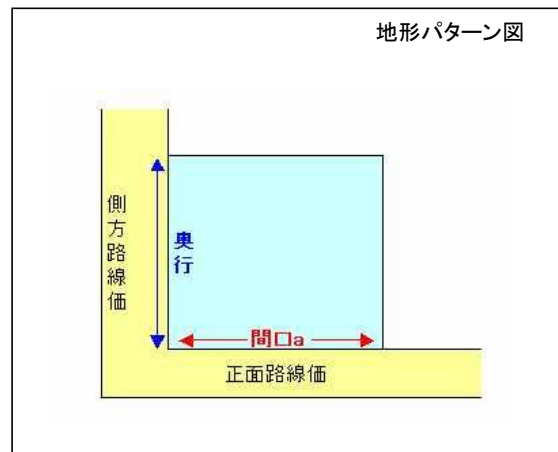 地形パターン図
側方路線価
奥行
間口a
正面路線価